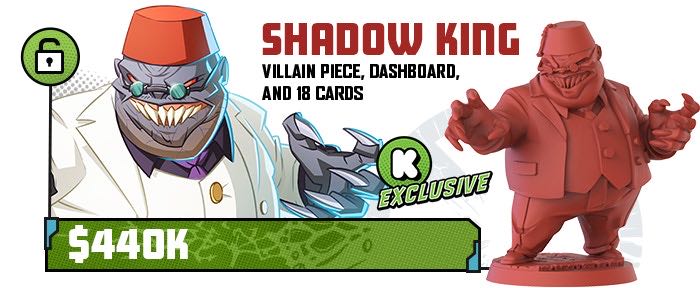 SHADOW KING
VILLAIN PIECE, DASHBOARD,
AND 18 CARDS
K
EXCLUSIVE
$440K